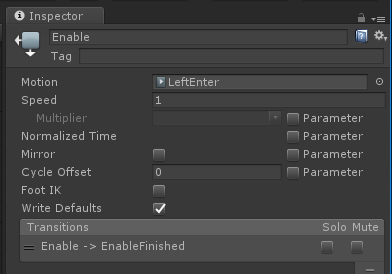 Inspector
Enable
Tag
Motion LeftEnter
Speed 1
Multiplier Parameter
Normalized Time Parameter
Mirror Parameter
Cycle Offset 0 Parameter
Foot IK
Write Defaults
Transitions Solo Mute
Enable -> EnableFinished